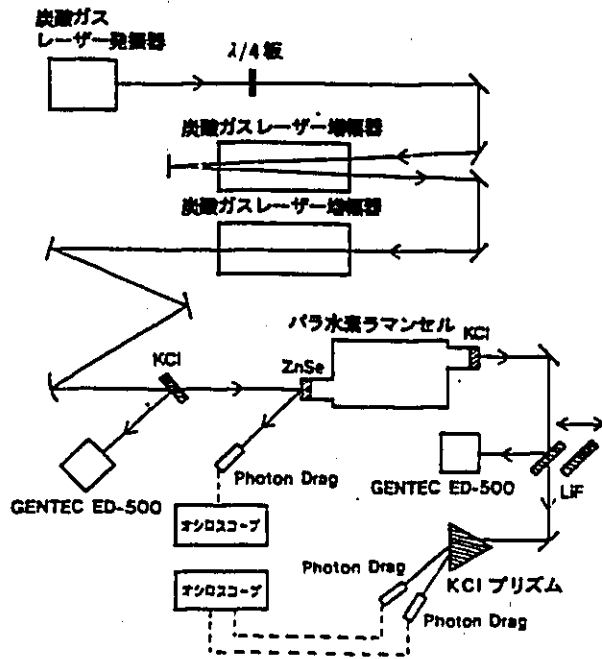 炭酸ガス
レーザー発振器
λ/4板
炭酸ガスレーザー増幅器
炭酸ガスレーザー増幅器
パラ水素ラマンセル
KCl
KCl
ZnSe
Photon Drag
GENTEC ED-500
GENTEC ED-500
LiF
オシロスコープ
Photon Drag
KCl プリズム
オシロスコープ
Photon Drag